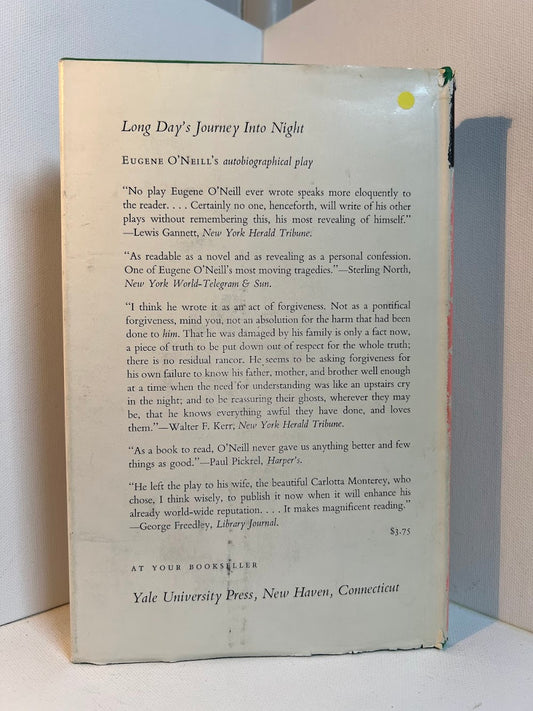 Long Day's Journey Into Night
EUGENE O'NEILL'S autobiographical play
"No play Eugene O'Neill ever wrote speaks more eloquently to
the reader. . . . Certainly no one, henceforth, will write of his other
plays without remembering this, his most revealing of himself."
—Lewis Gannett, New York Herald Tribune.
"As readable as a novel and as revealing as a personal confession.
One of Eugene O'Neill's most moving tragedies."—Sterling North,
New York World-Telegram & Sun.
"I think he wrote it as an act of forgiveness. Not as a pontifical
forgiveness, mind you, not an absolution for the harm that had been
done to him. That he was damaged by his family is only a fact now,
a piece of truth to be put down out of respect for the whole truth;
there is no residual rancor. He seems to be asking forgiveness for
his own failure to know his father, mother, and brother well enough
at a time when the need for understanding was like an upstairs cry
in the night; and to be reassuring their ghosts, wherever they may
be, that he knows everything awful they have done, and loves
them."—Walter F. Kerr, New York Herald Tribune.
"As a book to read, O'Neill never gave us anything better and few
things as good."—Paul Pickrel, Harper's.
"He left the play to his wife, the beautiful Carlotta Monterey, who
chose, I think wisely, to publish it now when it will enhance his
already world-wide reputation. . . . It makes magnificent reading."
—George Freedley, Library Journal.
$3.75
AT YOUR BOOKSELLER
Yale University Press, New Haven, Connecticut